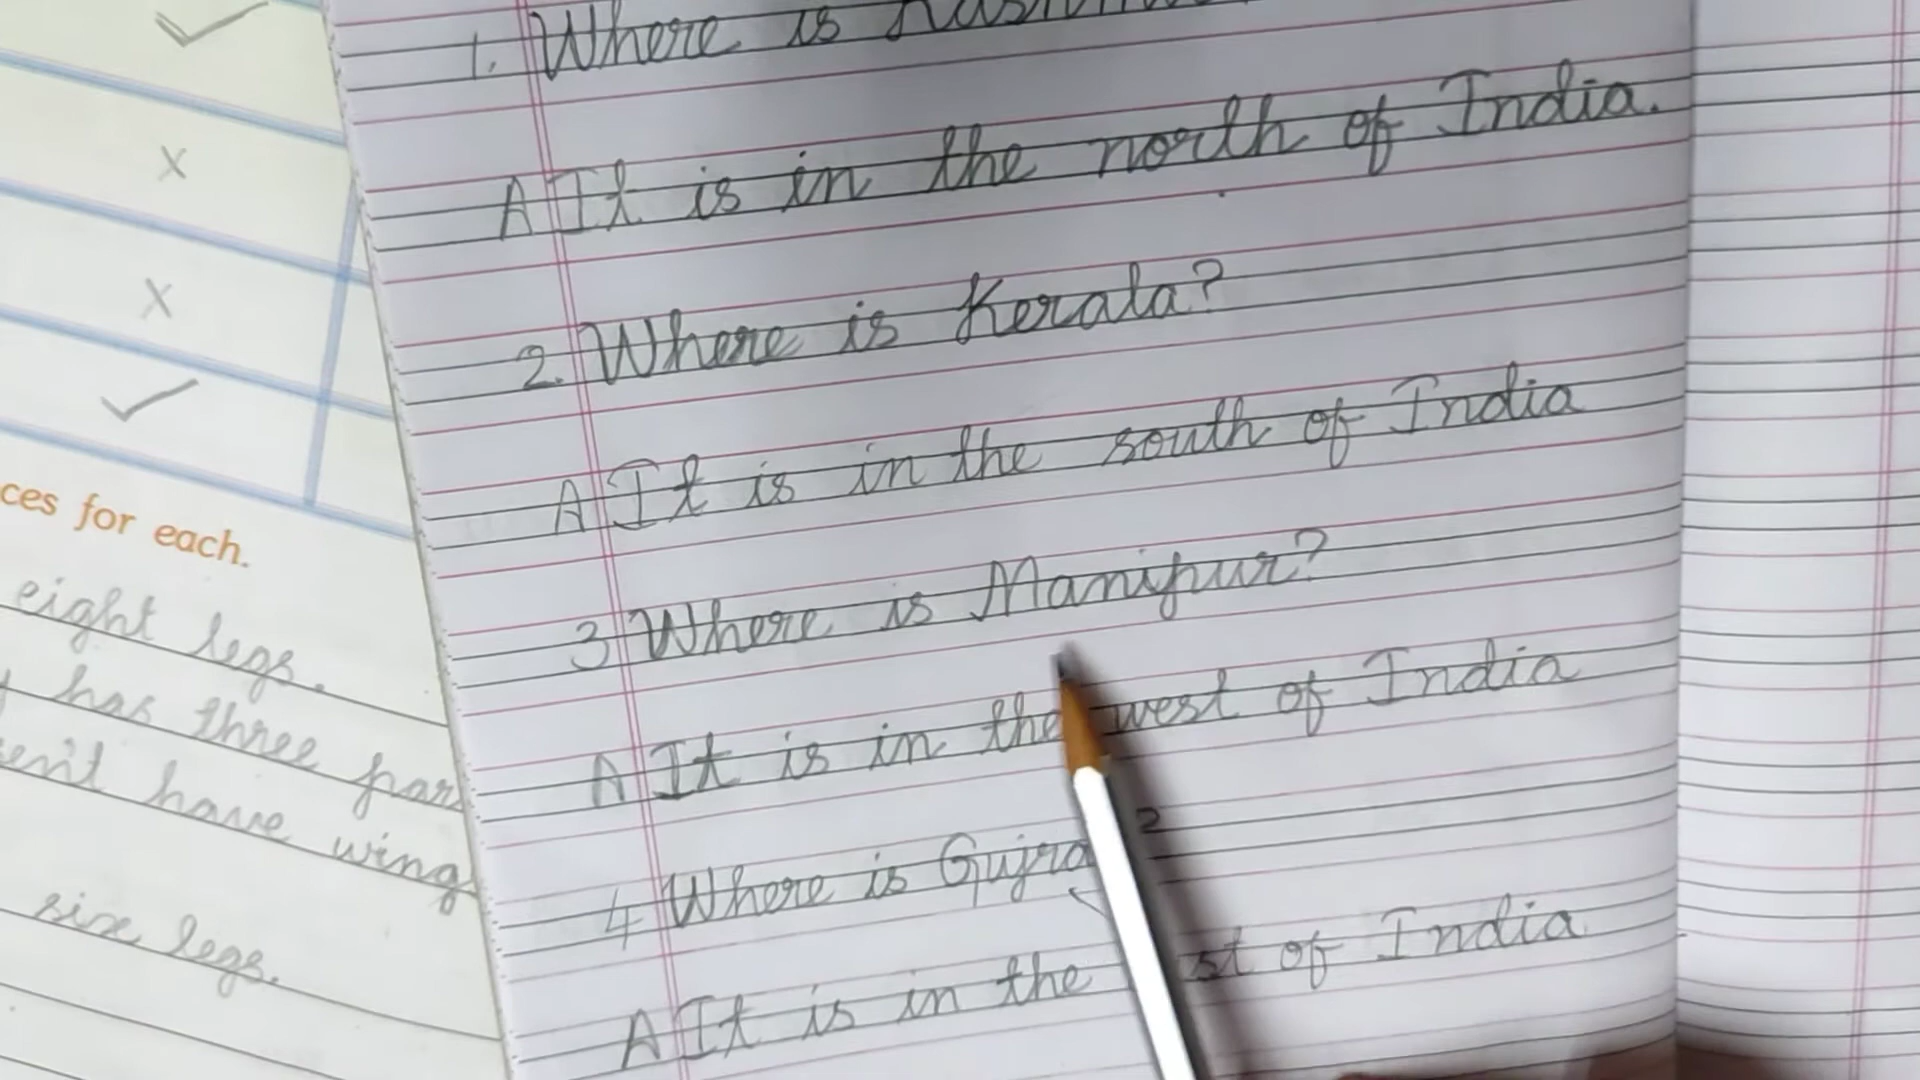 1. Where is
A It is in the north of India.
2. Where is Kerala?
A It is in the south of India
3 Where is Manipur?
A It is in the west of India
4 Where is
A It is in the of India
ces for each.
eight legs.
has three
have wing
six legs.